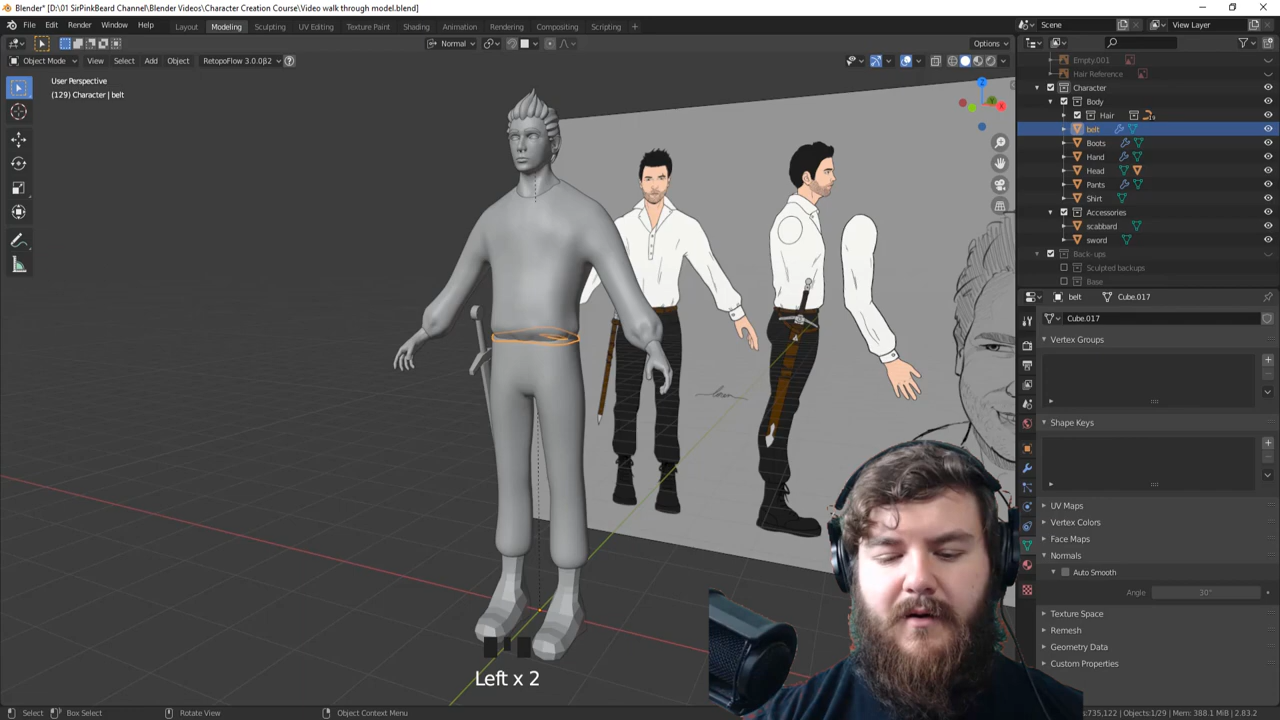 Blender* [D:\01 SirPinkBeard Channel\Blender Videos\Character Creation Course\Video walk through model.blend]
File Edit Render Window Help Layout Modeling Sculpting UV Editing Texture Paint Shading Animation Rendering Compositing Scripting + Scene View Layer
Normal Options
Object Mode View Select Add Object RetopoFlow 3.0.0β2
User Perspective
(129) Character | belt
Empty.001
Hair Reference
Character
Body
Hair
belt
Boots
Hand
Head
Pants
Shirt
Accessories
scabbard
sword
Back-ups
Sculpted backups
Base
belt Cube.017
Cube.017
Vertex Groups
Shape Keys
UV Maps
Vertex Colors
Face Maps
Normals
Auto Smooth
Angle 30°
Texture Space
Remesh
Geometry Data
Custom Properties
Left x 2
Select Box Select Rotate View Object Context Menu :735,122 | Objects:1/29 | Mem: 388.1 MiB | 2.83.2